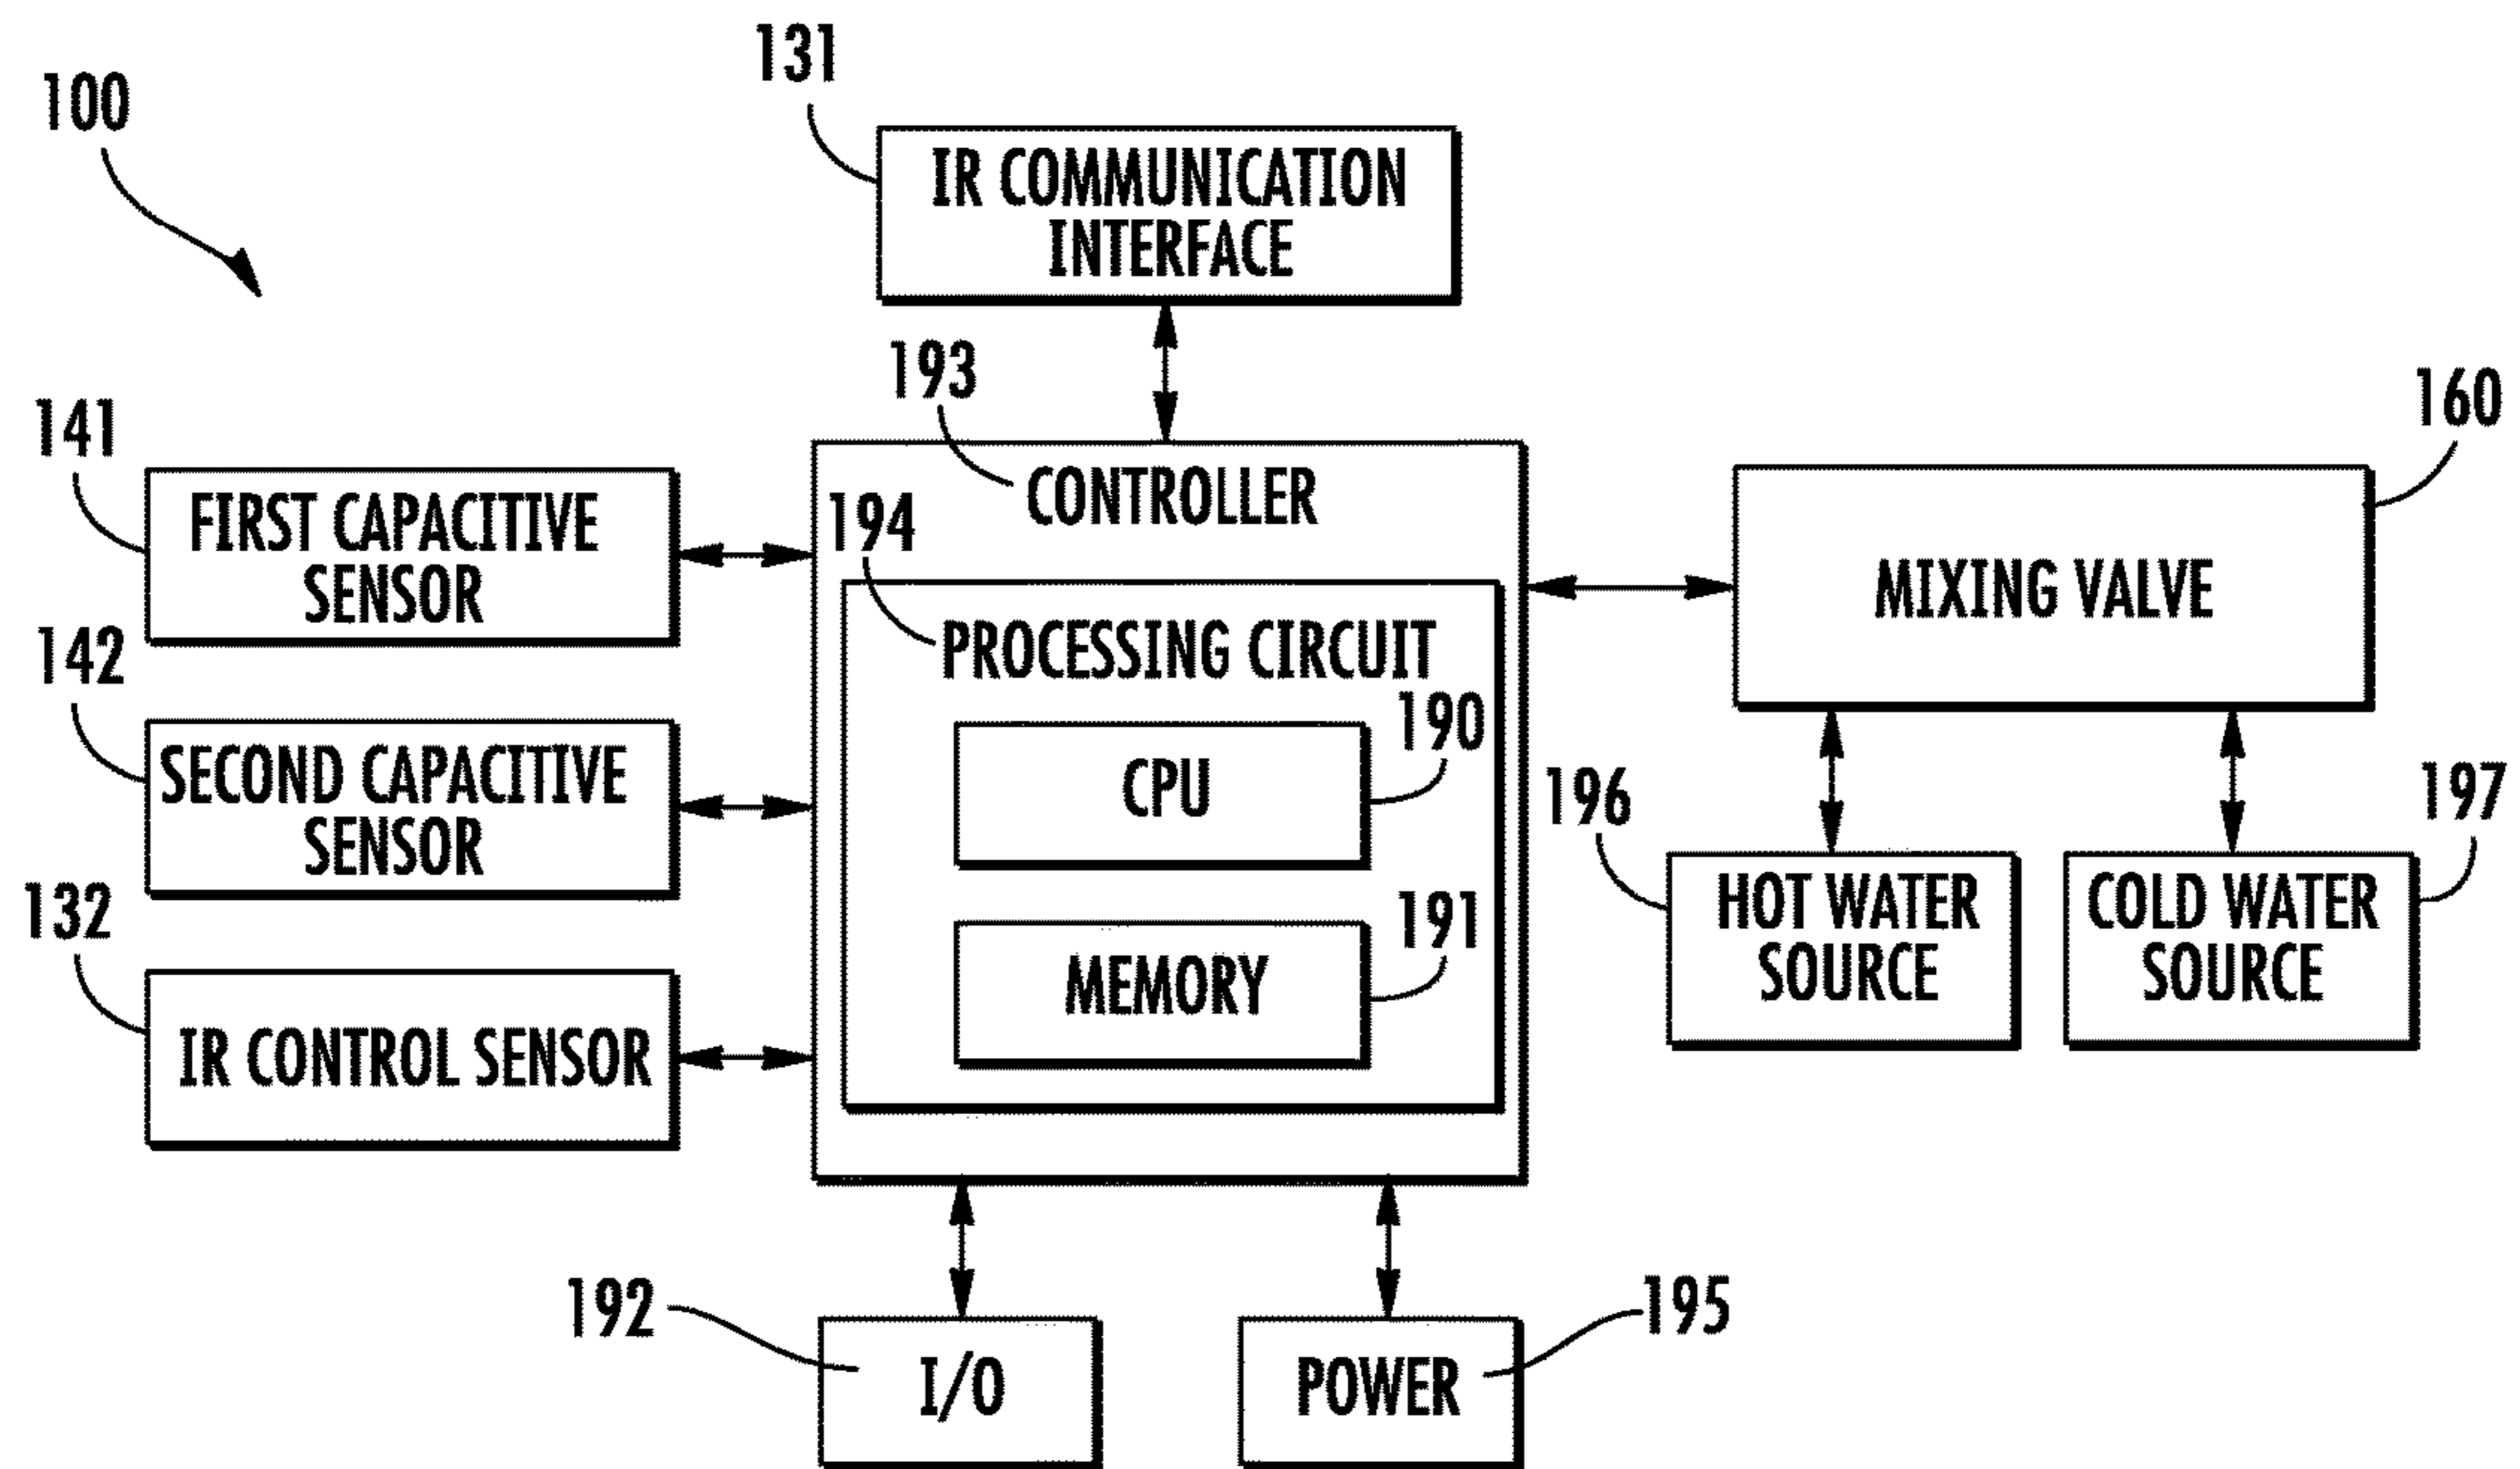 131
100
IR COMMUNICATION
INTERFACE
193
160
141
CONTROLLER
FIRST CAPACITIVE
SENSOR
194
MIXING VALVE
142
PROCESSING CIRCUIT
190
SECOND CAPACITIVE
SENSOR
CPU
196
197
132
191
HOT WATER
SOURCE
COLD WATER
SOURCE
MEMORY
IR CONTROL SENSOR
192
195
I/O
POWER